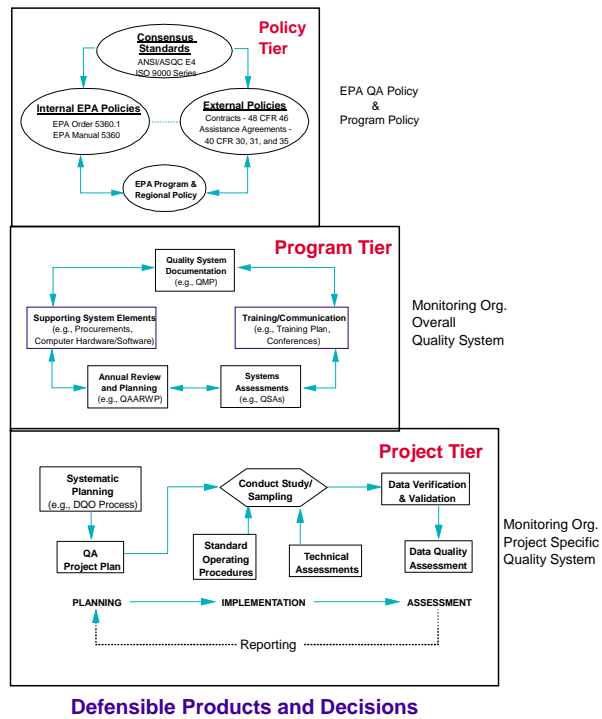 Policy
Tier
Consensus
Standards
ANSI/ASQC E4
ISO 9000 Series
Internal EPA Policies
EPA Order 5360.1
EPA Manual 5360
External Policies
Contracts - 48 CFR 46
Assistance Agreements -
40 CFR 30, 31, and 35
EPA Program &
Regional Policy
EPA QA Policy
&
Program Policy
Program Tier
Quality System
Documentation
(e.g., QMP)
Supporting System Elements
(e.g., Procurements,
Computer Hardware/Software)
Training/Communication
(e.g., Training Plan,
Conferences)
Annual Review
and Planning
(e.g., QAARWP)
Systems
Assessments
(e.g., QSAs)
Monitoring Org.
Overall
Quality System
Project Tier
Systematic
Planning
(e.g., DQO Process)
QA
Project Plan
Conduct Study/
Sampling
Standard
Operating
Procedures
Technical
Assessments
Data Verification
& Validation
Data Quality
Assessment
PLANNING
IMPLEMENTATION
ASSESSMENT
Reporting
Monitoring Org.
Project Specific
Quality System
Defensible Products and Decisions